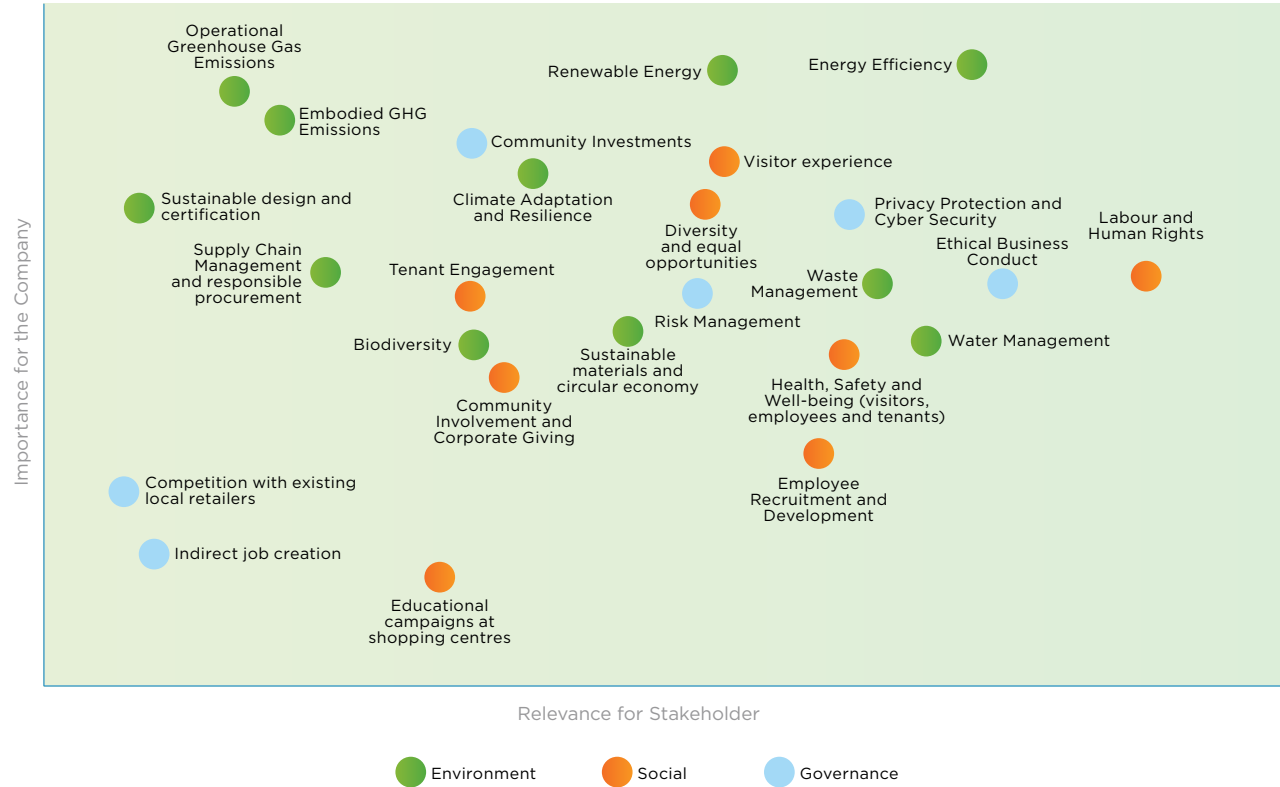 Operational
Greenhouse Gas
Emissions
Renewable Energy
Energy Efficiency
Embodied GHG
Emissions
Community Investments
Visitor experience
Sustainable design and
certification
Climate Adaptation
and Resilience
Privacy Protection and
Cyber Security
Labour and
Human Rights
Diversity
and equal
opportunities
Ethical Business
Conduct
Supply Chain
Management
and responsible
procurement
Tenant Engagement
Waste
Management
Risk Management
Biodiversity
Sustainable
materials and
circular economy
Water Management
Health, Safety and
Well-being (visitors,
employees and tenants)
Community
Involvement and
Corporate Giving
Competition with existing
local retailers
Employee
Recruitment and
Development
Indirect job creation
Educational
campaigns at
shopping centres
Importance for the Company
Relevance for Stakeholder
Environment
Social
Governance